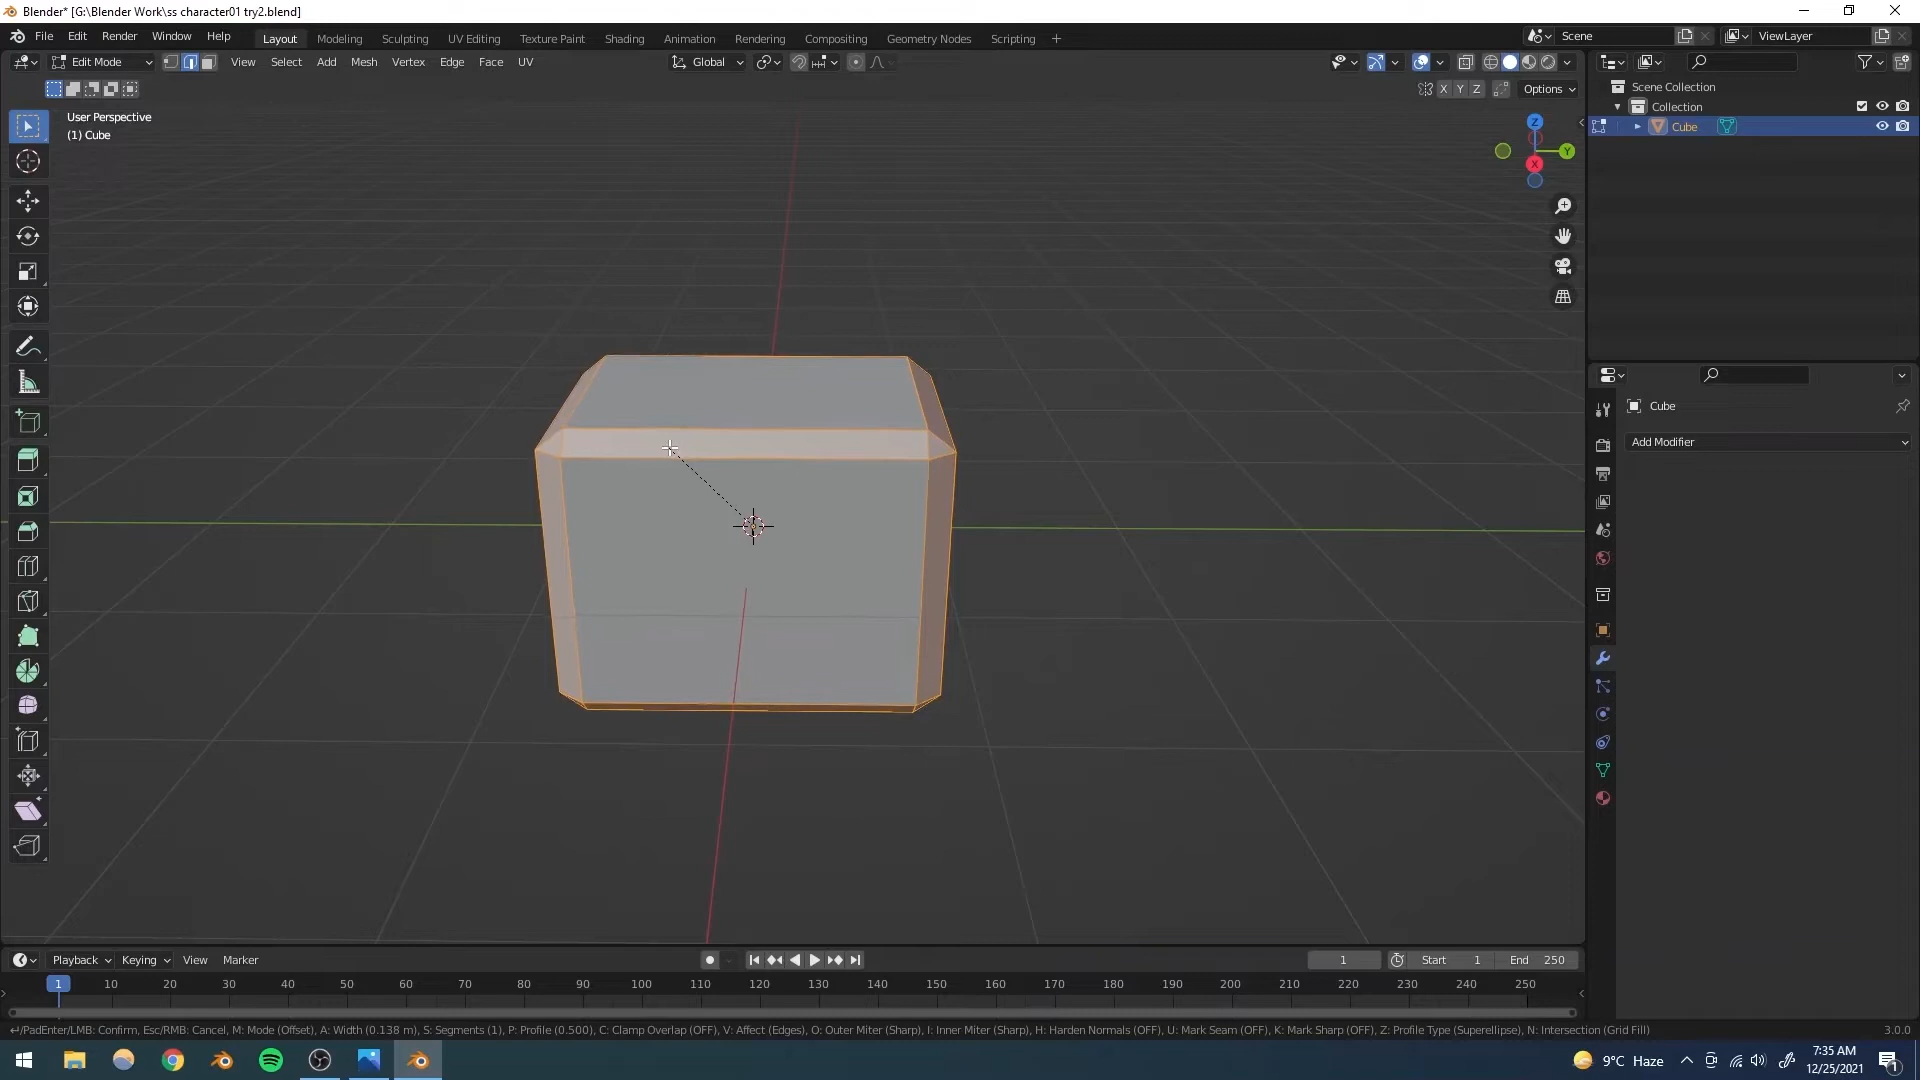 Blender* [G:\Blender Work\ss character01 try2.blend]
File Edit Render Window Help
Layout Modeling Sculpting UV Editing Texture Paint Shading Animation Rendering Compositing Geometry Nodes Scripting +
Scene
ViewLayer
Edit Mode
View Select Add Mesh Vertex Edge Face UV
Global
X Y Z
Options
User Perspective
(1) Cube
Z
Y
X
Scene Collection
Collection
Cube
Cube
Add Modifier
Playback Keying View Marker
1
Start 1
End 250
1 10 20 30 40 50 60 70 80 90 100 110 120 130 140 150 160 170 180 190 200 210 220 230 240 250
↵/PadEnter/LMB: Confirm, Esc/RMB: Cancel, M: Mode (Offset), A: Width (0.138 m), S: Segments (1), P: Profile (0.500), C: Clamp Overlap (OFF), V: Affect (Edges), O: Outer Miter (Sharp), I: Inner Miter (Sharp), H: Harden Normals (OFF), U: Mark Seam (OFF), K: Mark Sharp (OFF), Z: Profile Type (Superellipse), N: Intersection (Grid Fill)
3.0.0
9°C Haze
7:35 AM
12/25/2021
1